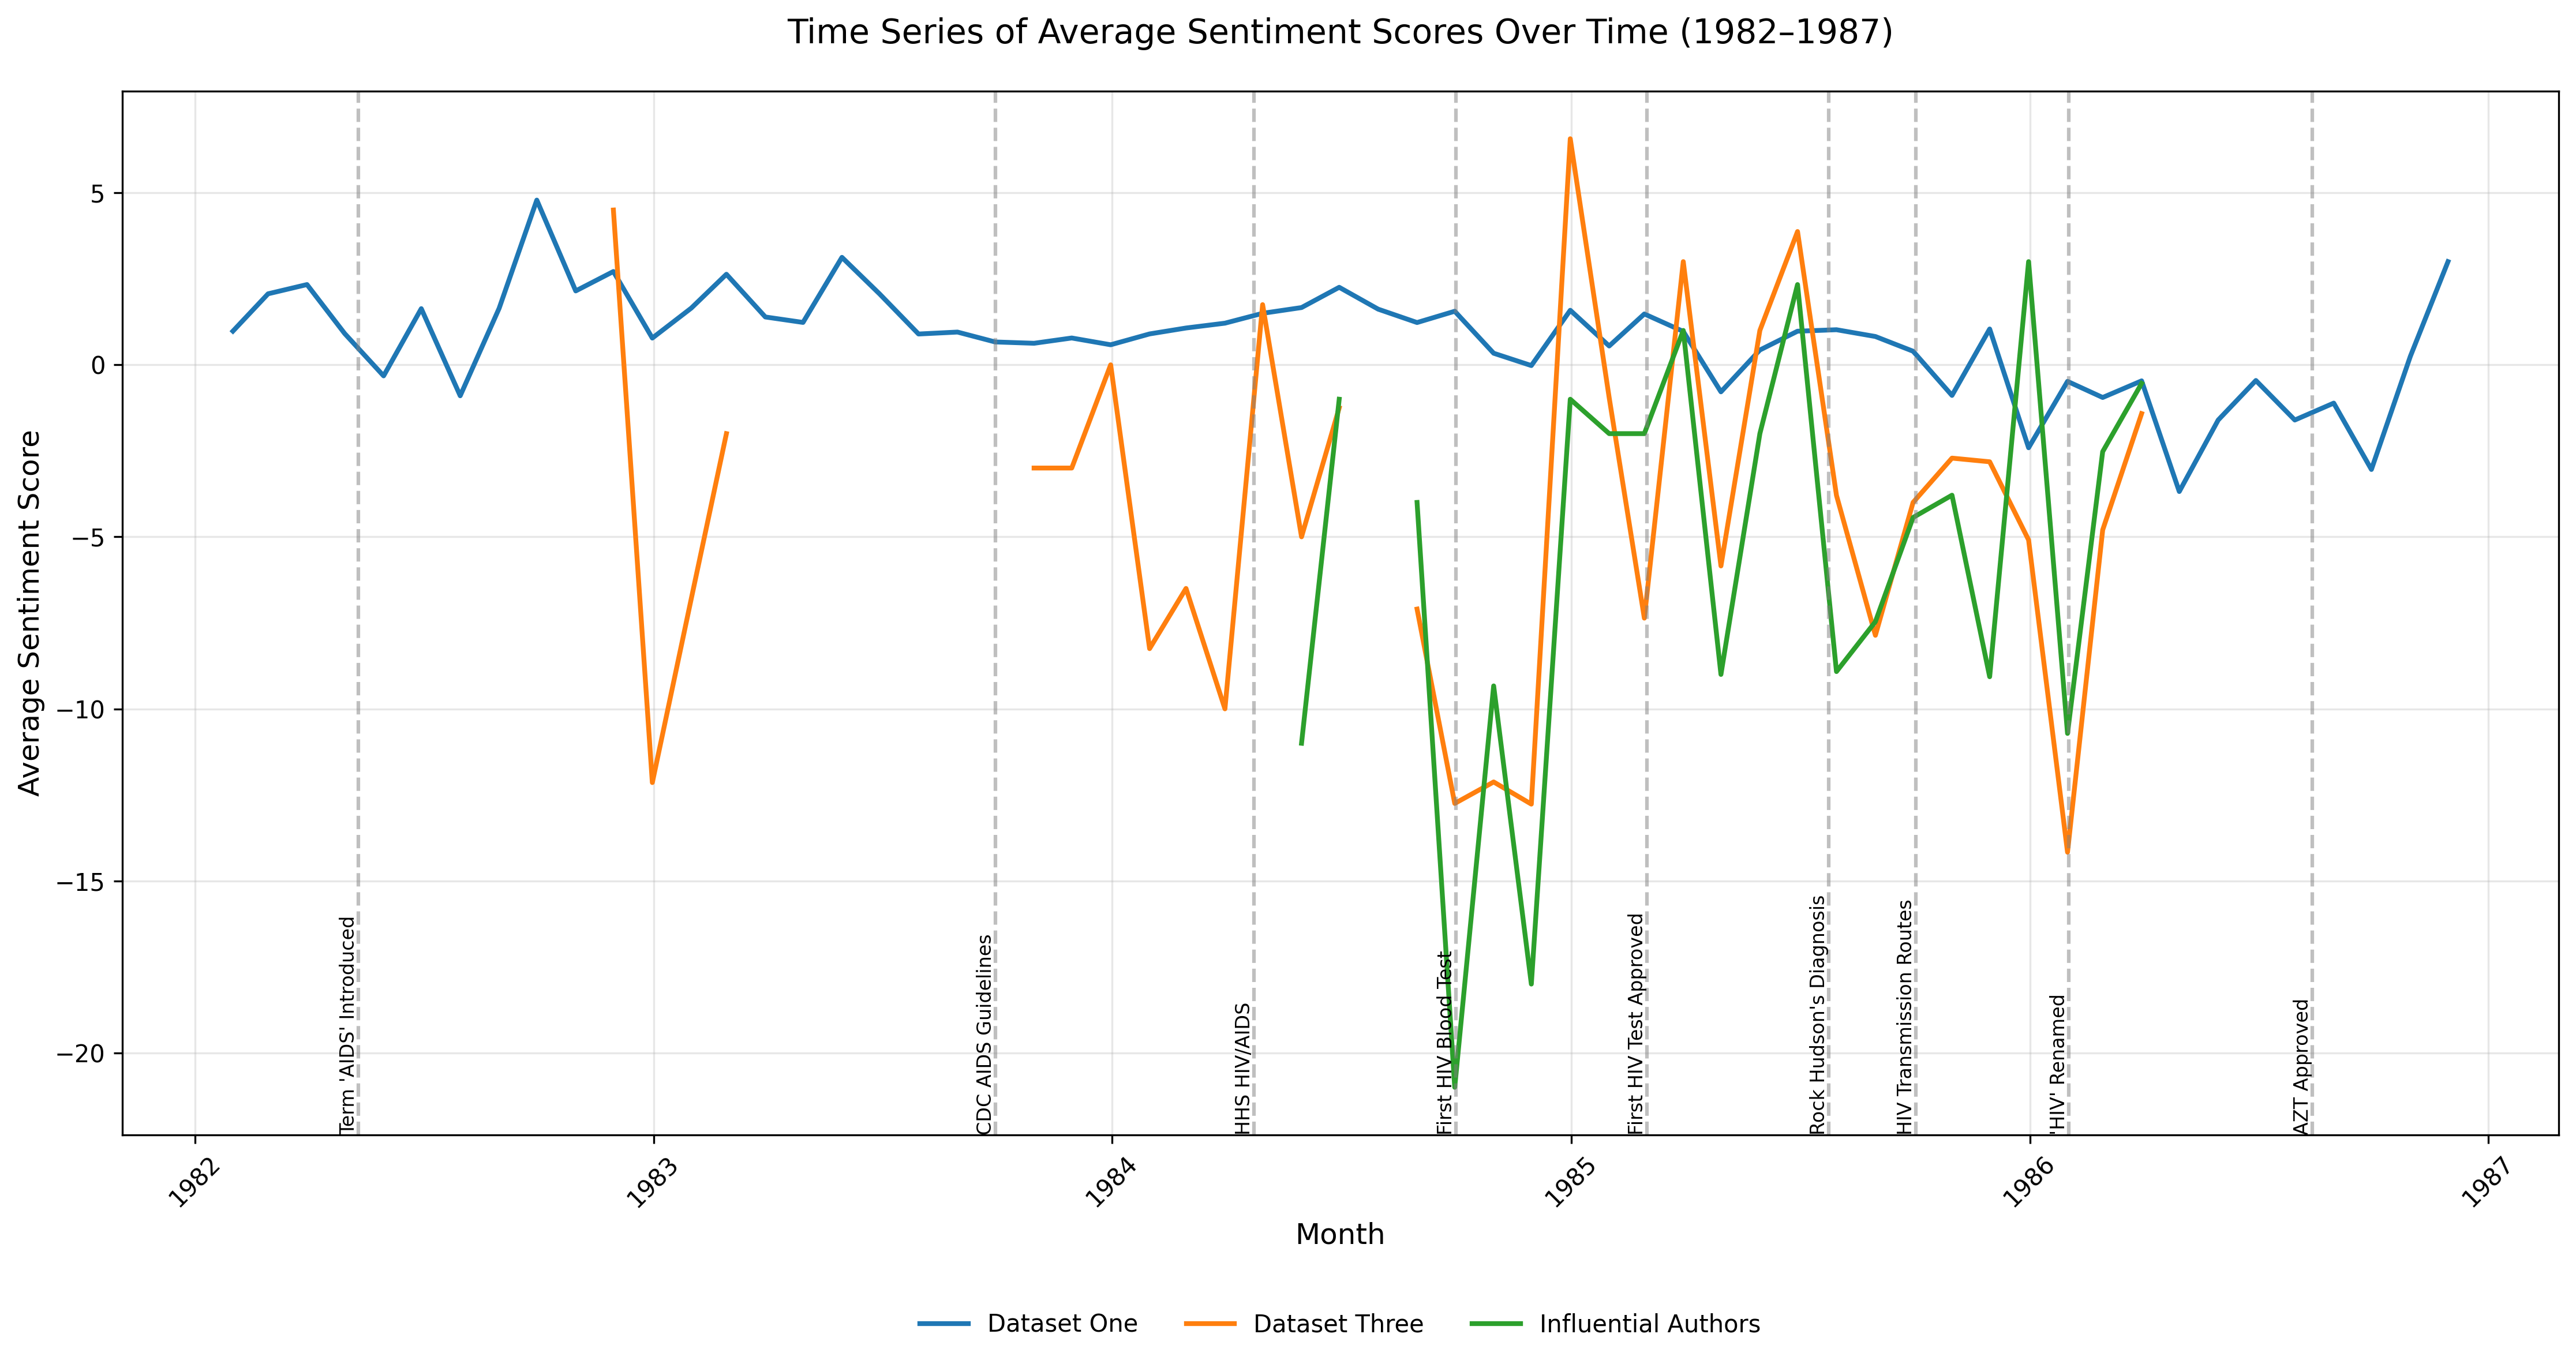 Time Series of Average Sentiment Scores Over Time (1982–1987)
Average Sentiment Score
5
0
−5
−10
−15
−20
Term 'AIDS' Introduced
CDC AIDS Guidelines
HHS HIV/AIDS
First HIV Blood Test
First HIV Test Approved
Rock Hudson's Diagnosis
HIV Transmission Routes
'HIV' Renamed
AZT Approved
1982
1983
1984
1985
1986
1987
Month
Dataset One
Dataset Three
Influential Authors